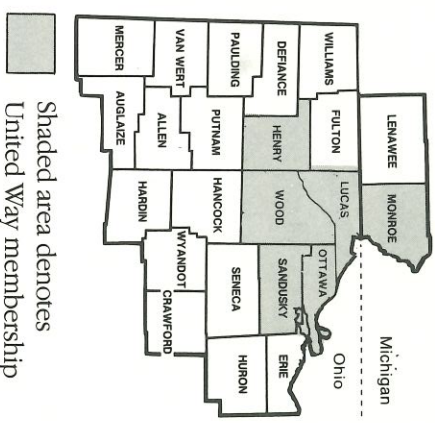 Michigan
Ohio
LENAWEE
MONROE
WILLIAMS
FULTON
LUCAS
DEFIANCE
HENRY
WOOD
OTTAWA
SANDUSKY
ERIE
PAULDING
PUTNAM
HANCOCK
SENECA
HURON
VAN WERT
ALLEN
WYANDOT
CRAWFORD
MERCER
AUGLAIZE
HARDIN
Shaded area denotes
United Way membership